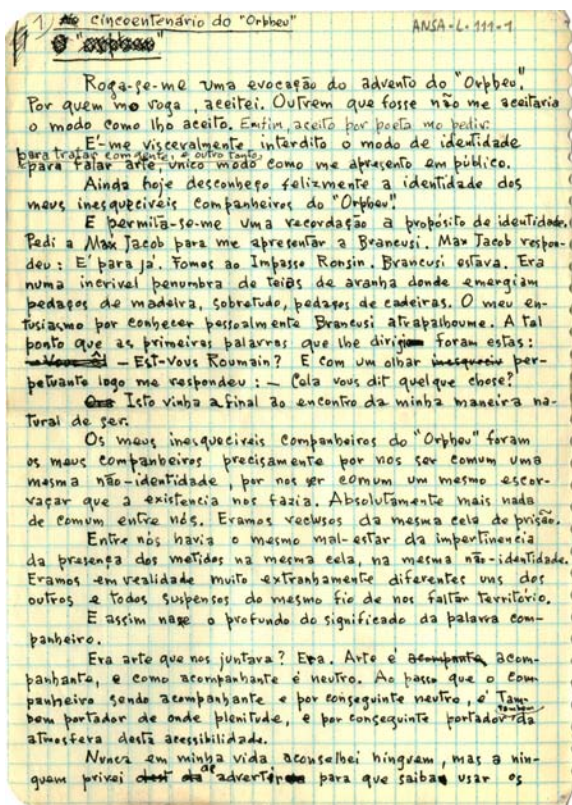 1) Cincoentenário do "Orpheu" ANSA-L-111-1
O "
Roga-se-me uma evocação do advento do "Orpheu".
Por quem mo roga, aceitei. Outrem que fosse não me aceitaria
o modo como lho aceito. Emfim, aceito por poeta mo pedir.
E'-me visceralmente interdito o modo de identidade
para tratar com gente, e outro tanto,
para falar arte, unico modo como me apresento em público.
Ainda hoje desconheço felizmente a identidade dos
meus inesqueciveis companheiros do "Orpheu".
E permita-se-me uma recordação a proposito de identidade.
Pedi a Max Jacob para me apresentar a Brancusi. Max Jacob respon-
deu: E' para já. Fomos ao Impasse Ronsin. Brancusi estava. Era
numa incrivel penumbra de teias de aranha donde emergiam
pedaços de madeira, sobretudo, pedaços de cadeiras. O meu en-
tusiasmo por conhecer pessoalmente Brancusi atrapalhoume. A tal
ponto que as primeiras palavras que lhe dirigi foram estas:
— Est-Vous Roumain? E com um olhar per-
petuante logo me respondeu: — Cela vous dit quelque chose?
Isto vinha afinal ao encontro da minha maneira na-
tural de ser.
Os meus inesqueciveis companheiros do "Orpheu" foram
os meus companheiros precisamente por nos ser comum uma
mesma não-identidade, por nos ser comum um mesmo escor-
raçar que a existencia nos fazia. Absolutamente mais nada
de comum entre nós. Eramos reclusos da mesma cela de prisão.
Entre nós havia o mesmo mal-estar da impertinencia
da presença dos metidos na mesma cela, na mesma não-identidade.
Eramos em realidade muito extranhamente diferentes uns dos
outros e todos suspensos do mesmo fio de nos faltar territorio.
E assim nasce o profundo do significado da palavra com-
panheiro.
Era arte que nos juntava? Era. Arte é acom-
panhante, e como acompanhante é neutro. Ao passo que o com-
panheiro sendo acompanhante e por conseguinte neutro, é Tam-
bem portador de onde plenitude, e por conseguinte portador também da
atmosfera desta acessibilidade.
Nunca em minha vida aconselhei ninguem, mas a nin-
guem privei de advertir para que saiba usar os